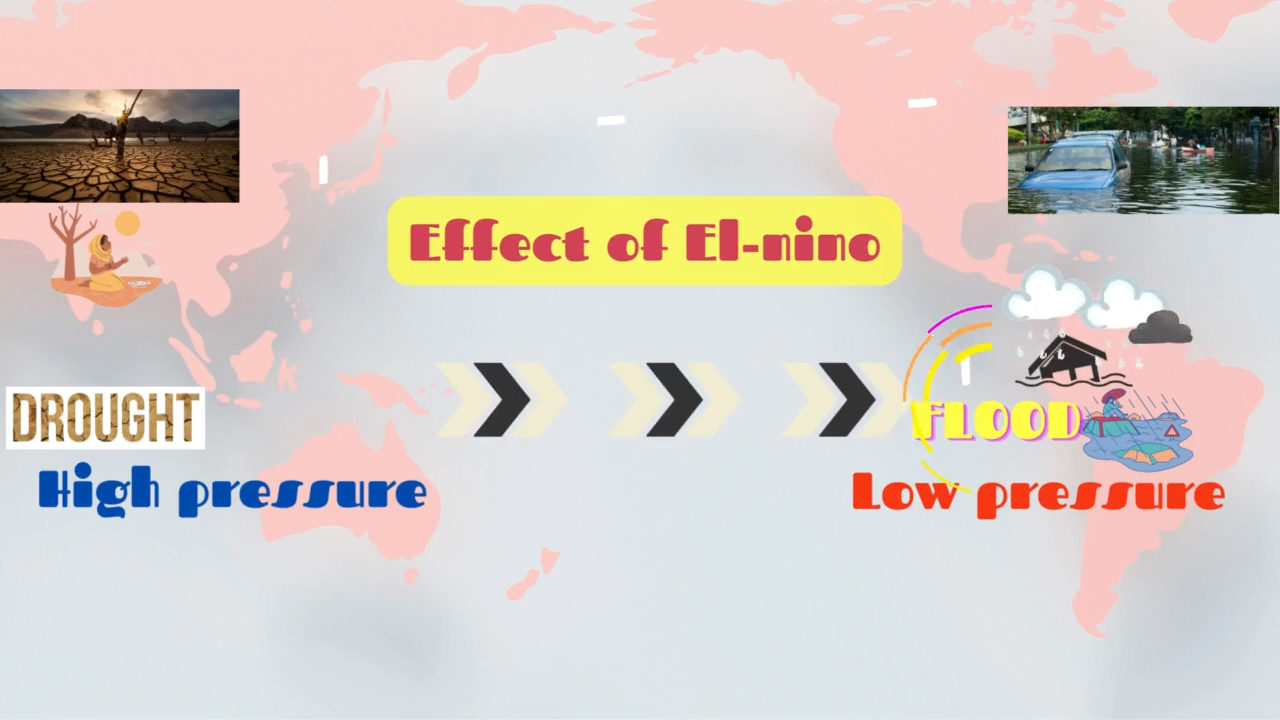 Effect of El-nino
DROUGHT
FLOOD
High pressure
Low pressure